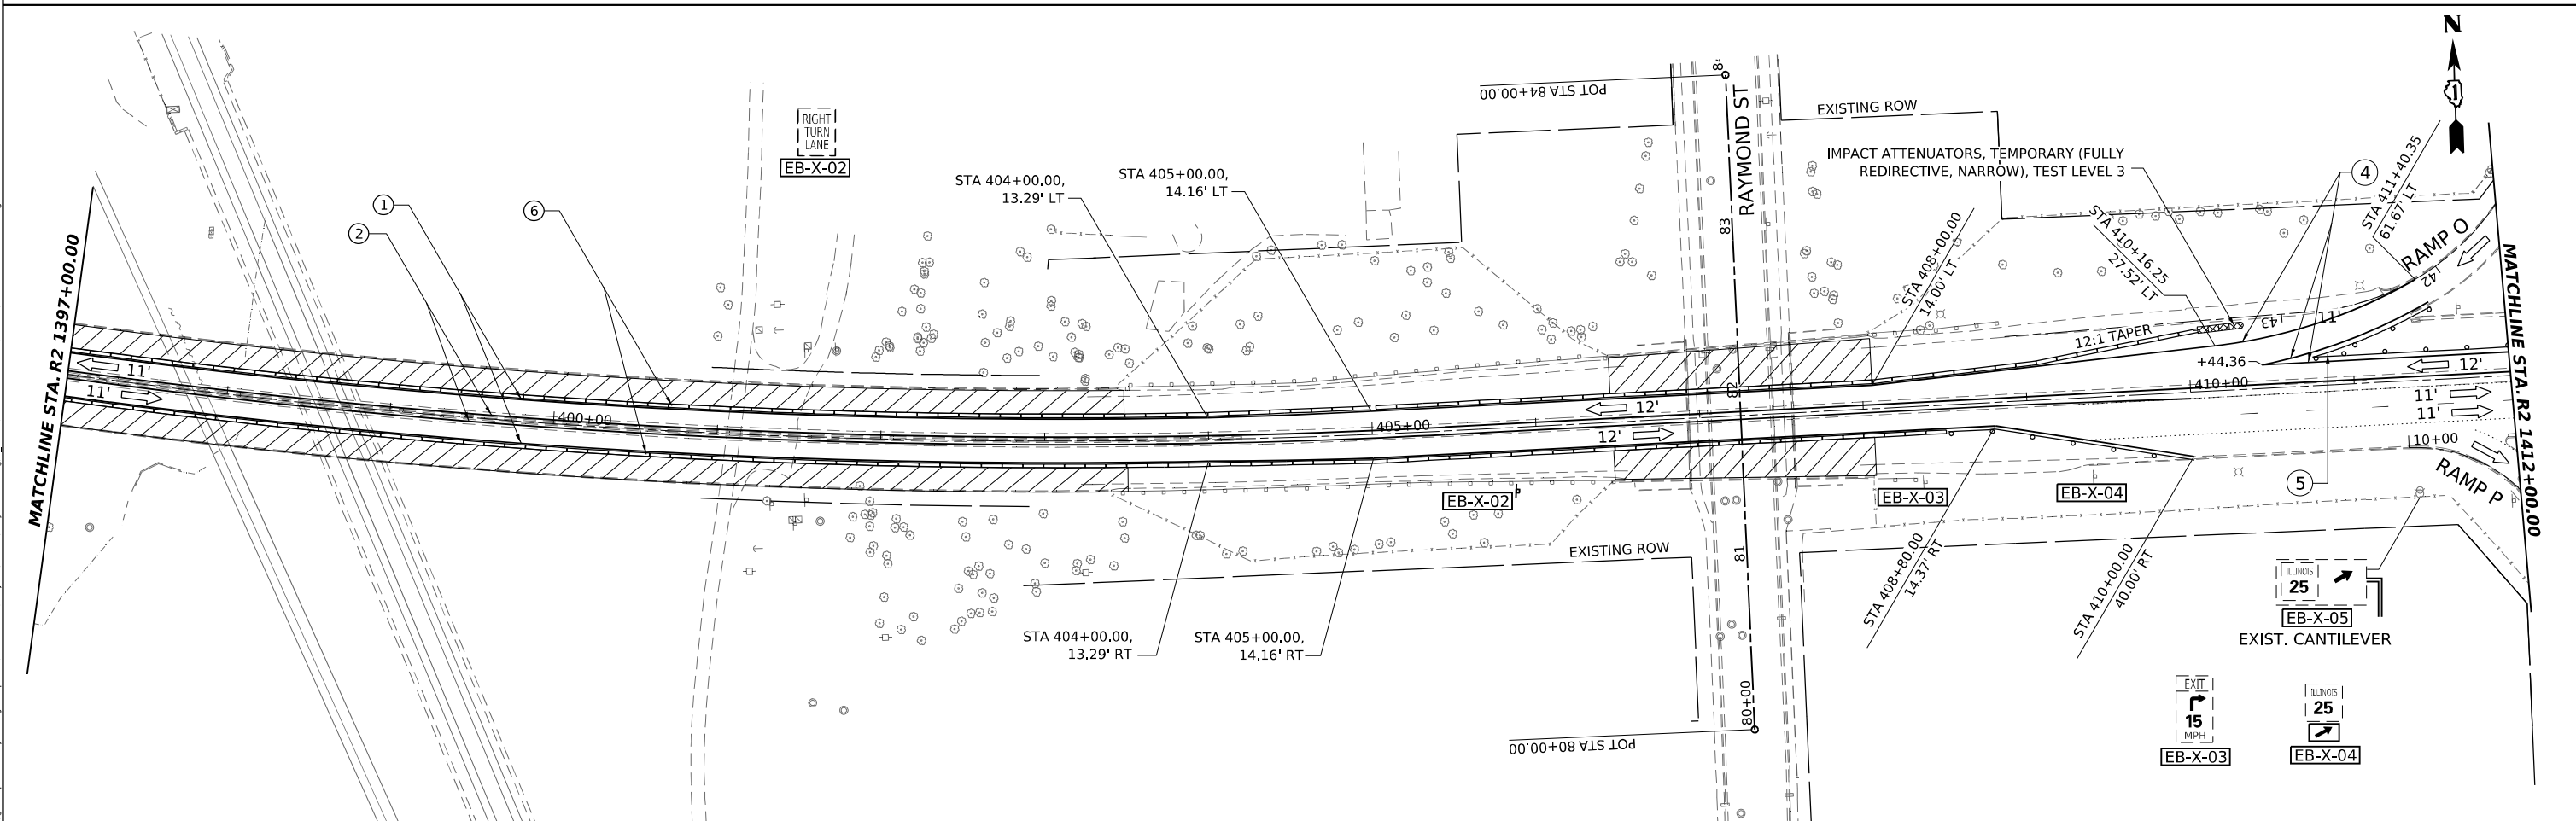 N
1
POT STA 84+00.00
84
RAYMOND ST
EXISTING ROW
RIGHT
TURN
LANE
EB-X-02
IMPACT ATTENUATORS, TEMPORARY (FULLY
REDIRECTIVE, NARROW), TEST LEVEL 3
4
STA 411+40.35
61.67' LT
STA 404+00.00,
13.29' LT
STA 405+00.00,
14.16' LT
1
2
6
83
STA 408+00.00
14.00' LT
STA 410+16.25
27.52' LT
RAMP O
42
43
11'
12:1 TAPER
+44.36
MATCHLINE STA. R2 1397+00.00
MATCHLINE STA. R2 1412+00.00
11'
11'
400+00
405+00
82
12'
12'
410+00
12'
11'
11'
10+00
RAMP P
5
EB-X-02
EB-X-03
EB-X-04
EXISTING ROW
81
STA 408+80.00
14.37' RT
STA 410+00.00
40.00' RT
ILLINOIS
25
EB-X-05
EXIST. CANTILEVER
STA 404+00.00,
13.29' RT
STA 405+00.00,
14.16' RT
80+00
POT STA 80+00.00
EXIT
15
MPH
EB-X-03
ILLINOIS
25
EB-X-04